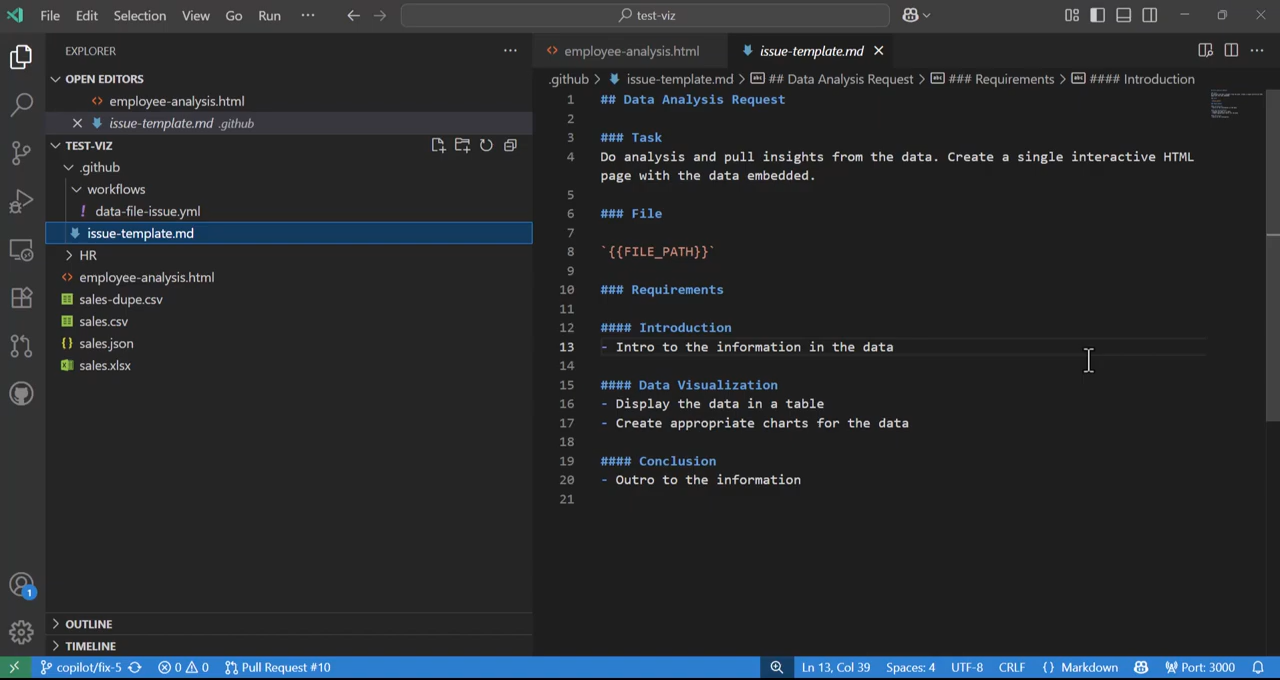 File Edit Selection View Go Run ··· test-viz
EXPLORER ···
OPEN EDITORS
employee-analysis.html
issue-template.md .github
TEST-VIZ
.github
workflows
! data-file-issue.yml
issue-template.md
HR
employee-analysis.html
sales-dupe.csv
sales.csv
{} sales.json
sales.xlsx
OUTLINE
TIMELINE
employee-analysis.html issue-template.md ···
.github > issue-template.md > ## Data Analysis Request > ### Requirements > #### Introduction
1 ## Data Analysis Request
2
3 ### Task
4 Do analysis and pull insights from the data. Create a single interactive HTML
page with the data embedded.
5
6 ### File
7
8 `{{FILE_PATH}}`
9
10 ### Requirements
11
12 #### Introduction
13 - Intro to the information in the data
14
15 #### Data Visualization
16 - Display the data in a table
17 - Create appropriate charts for the data
18
19 #### Conclusion
20 - Outro to the information
21
1
copilot/fix-5 0 0 Pull Request #10 Ln 13, Col 39 Spaces: 4 UTF-8 CRLF {} Markdown Port: 3000